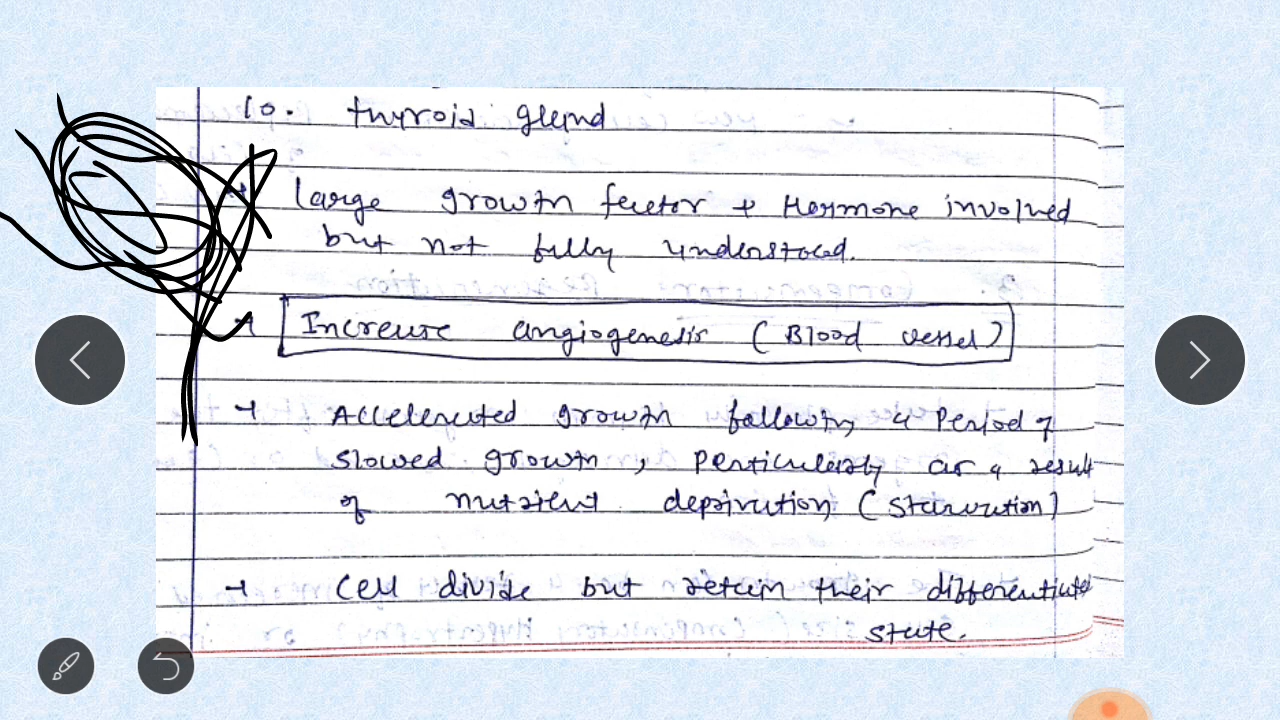 10. Thyroid gland
→ Large growth factor + Hormone involved
but not fully understood.
→ Increase angiogenesis (Blood vessel)
→ Accelerated growth following a Period of
slowed growth, particularly as a result
of nutrient deprivation (starvation)
→ Cell divide but retain their differentiate
state.